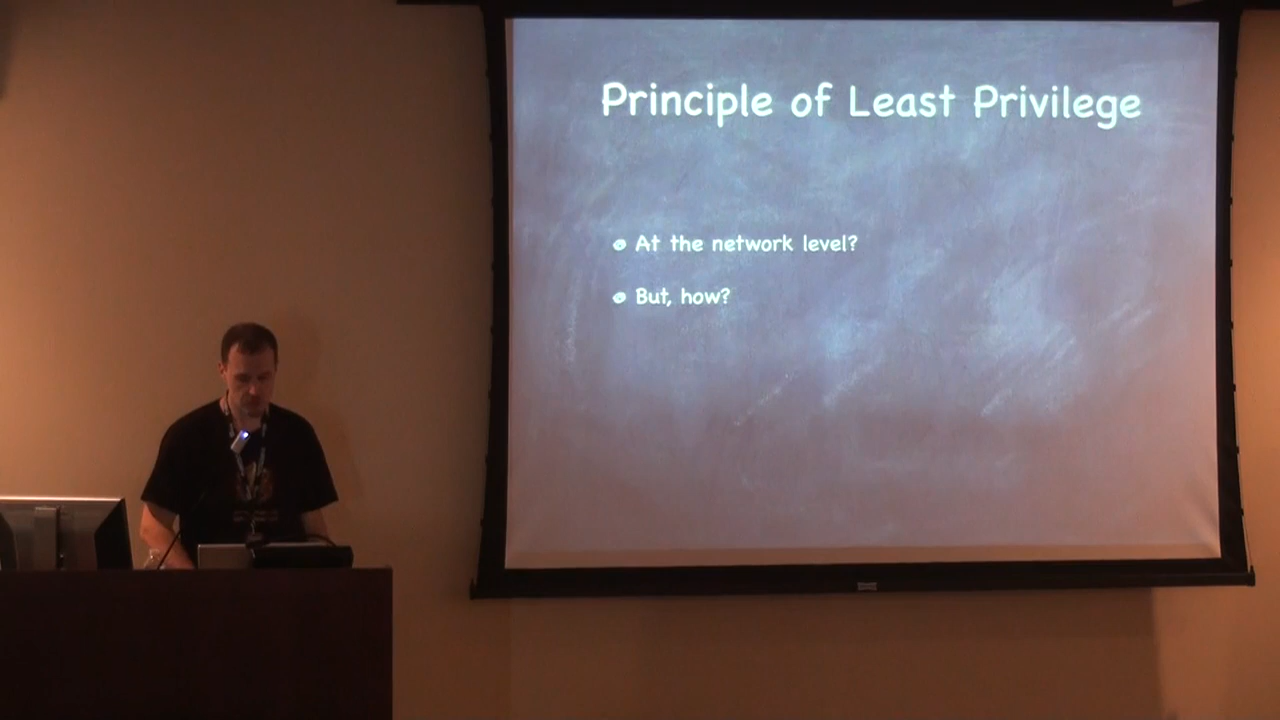 Principle of Least Privilege
At the network level?
But, how?